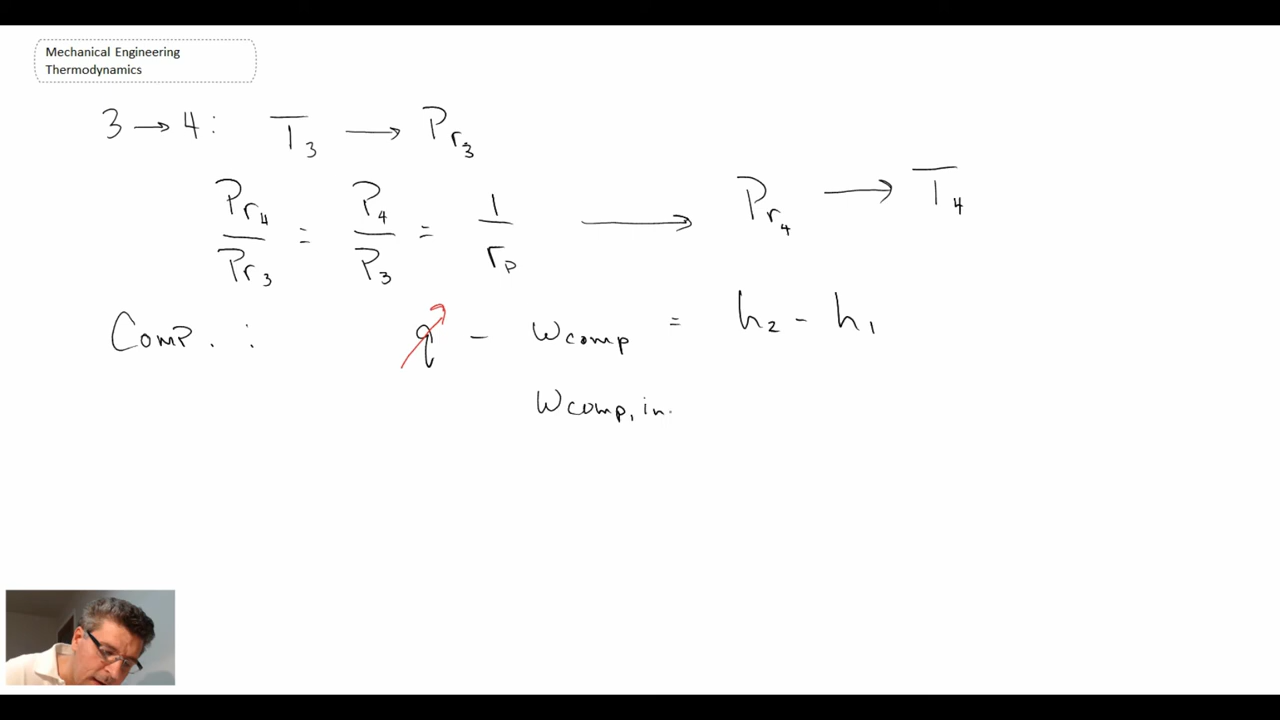 Mechanical Engineering
Thermodynamics
3 → 4 : T3 → Pr3
Pr4 / Pr3 = P4 / P3 = 1 / rp → Pr4 → T4
Comp. : q - wcomp = h2 - h1
wcomp, in.